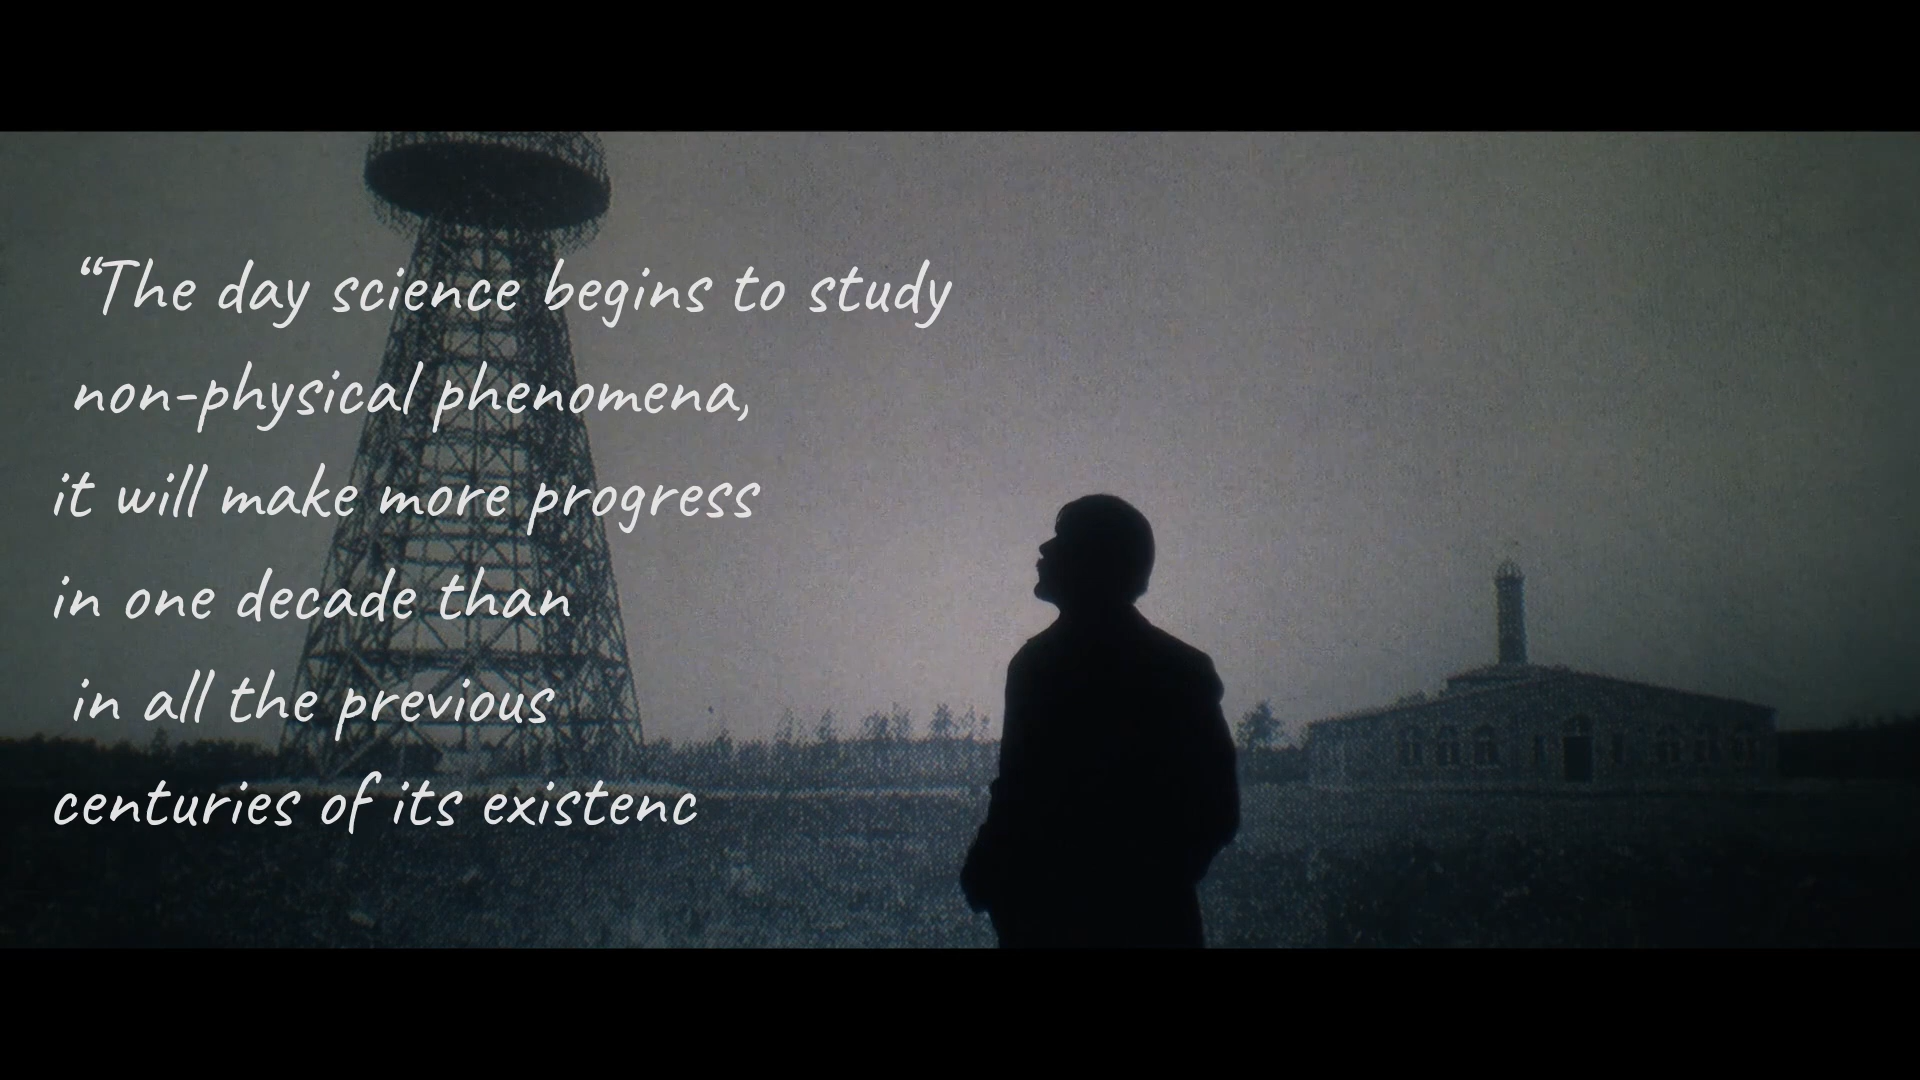 “The day science begins to study
non-physical phenomena,
it will make more progress
in one decade than
in all the previous
centuries of its existenc